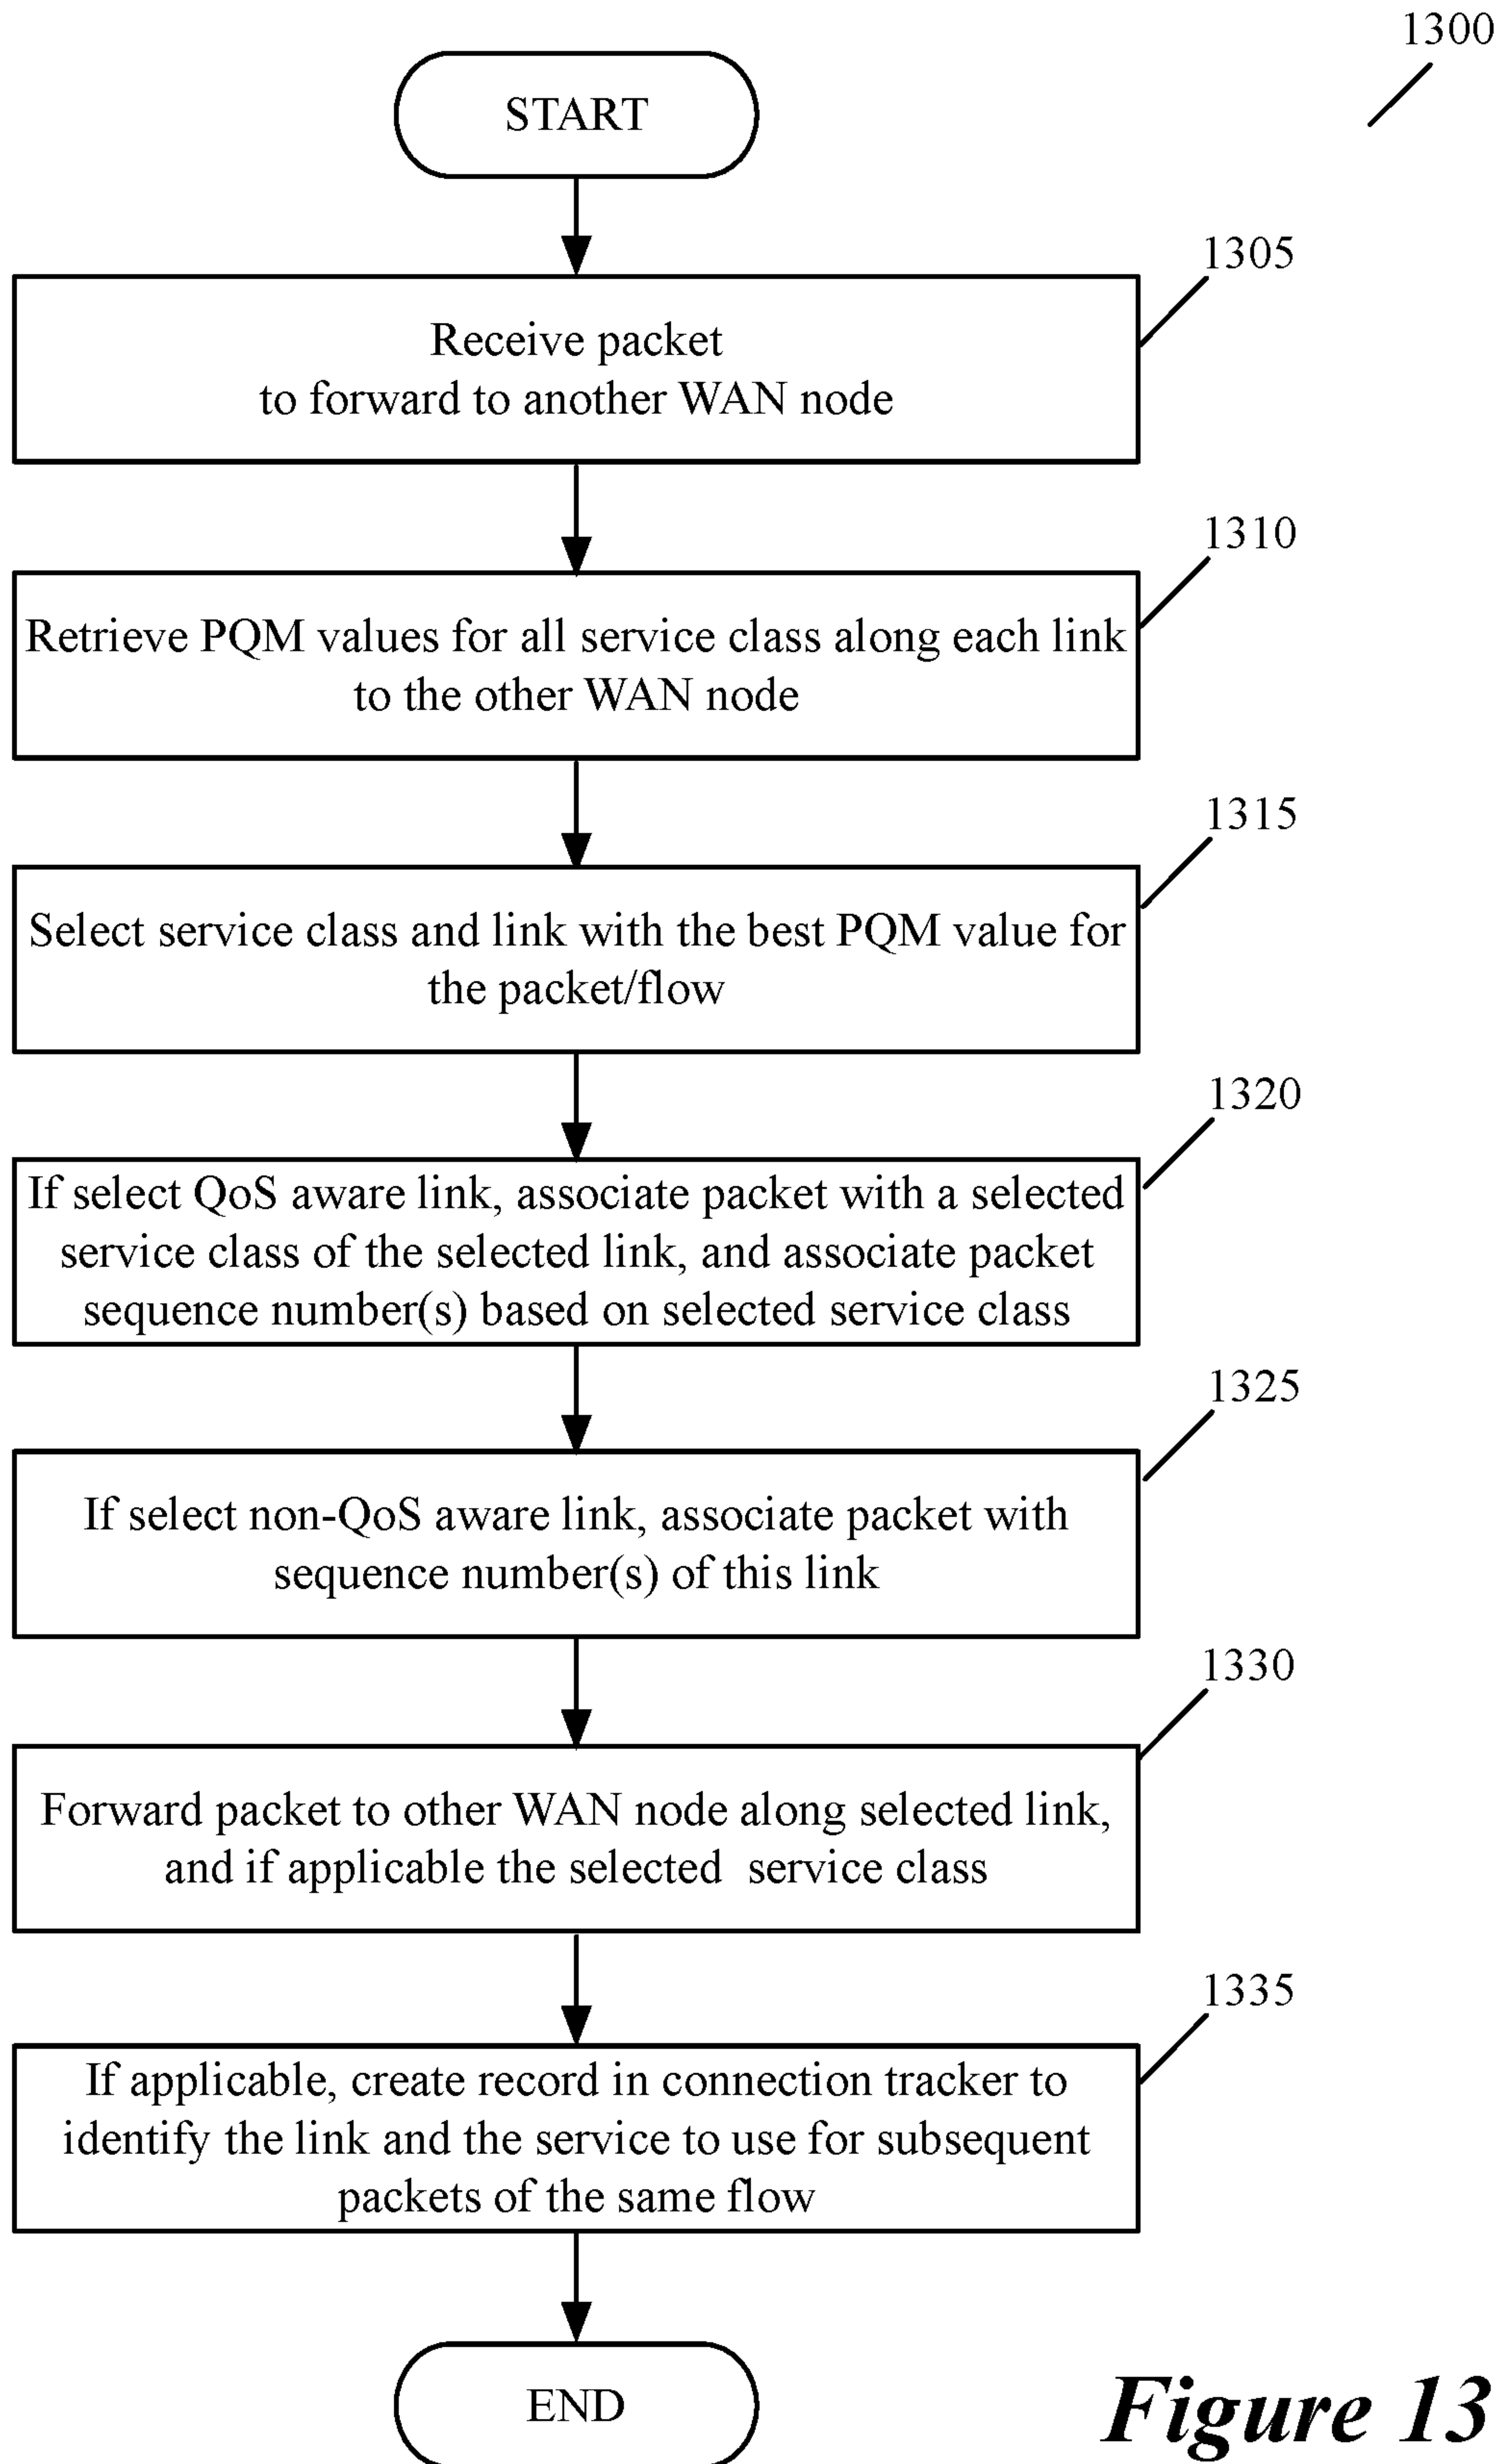 1300
START
1305
Receive packet
to forward to another WAN node
1310
Retrieve PQM values for all service class along each link
to the other WAN node
1315
Select service class and link with the best PQM value for
the packet/flow
1320
If select QoS aware link, associate packet with a selected
service class of the selected link, and associate packet
sequence number(s) based on selected service class
1325
If select non-QoS aware link, associate packet with
sequence number(s) of this link
1330
Forward packet to other WAN node along selected link,
and if applicable the selected service class
1335
If applicable, create record in connection tracker to
identify the link and the service to use for subsequent
packets of the same flow
END
Figure 13